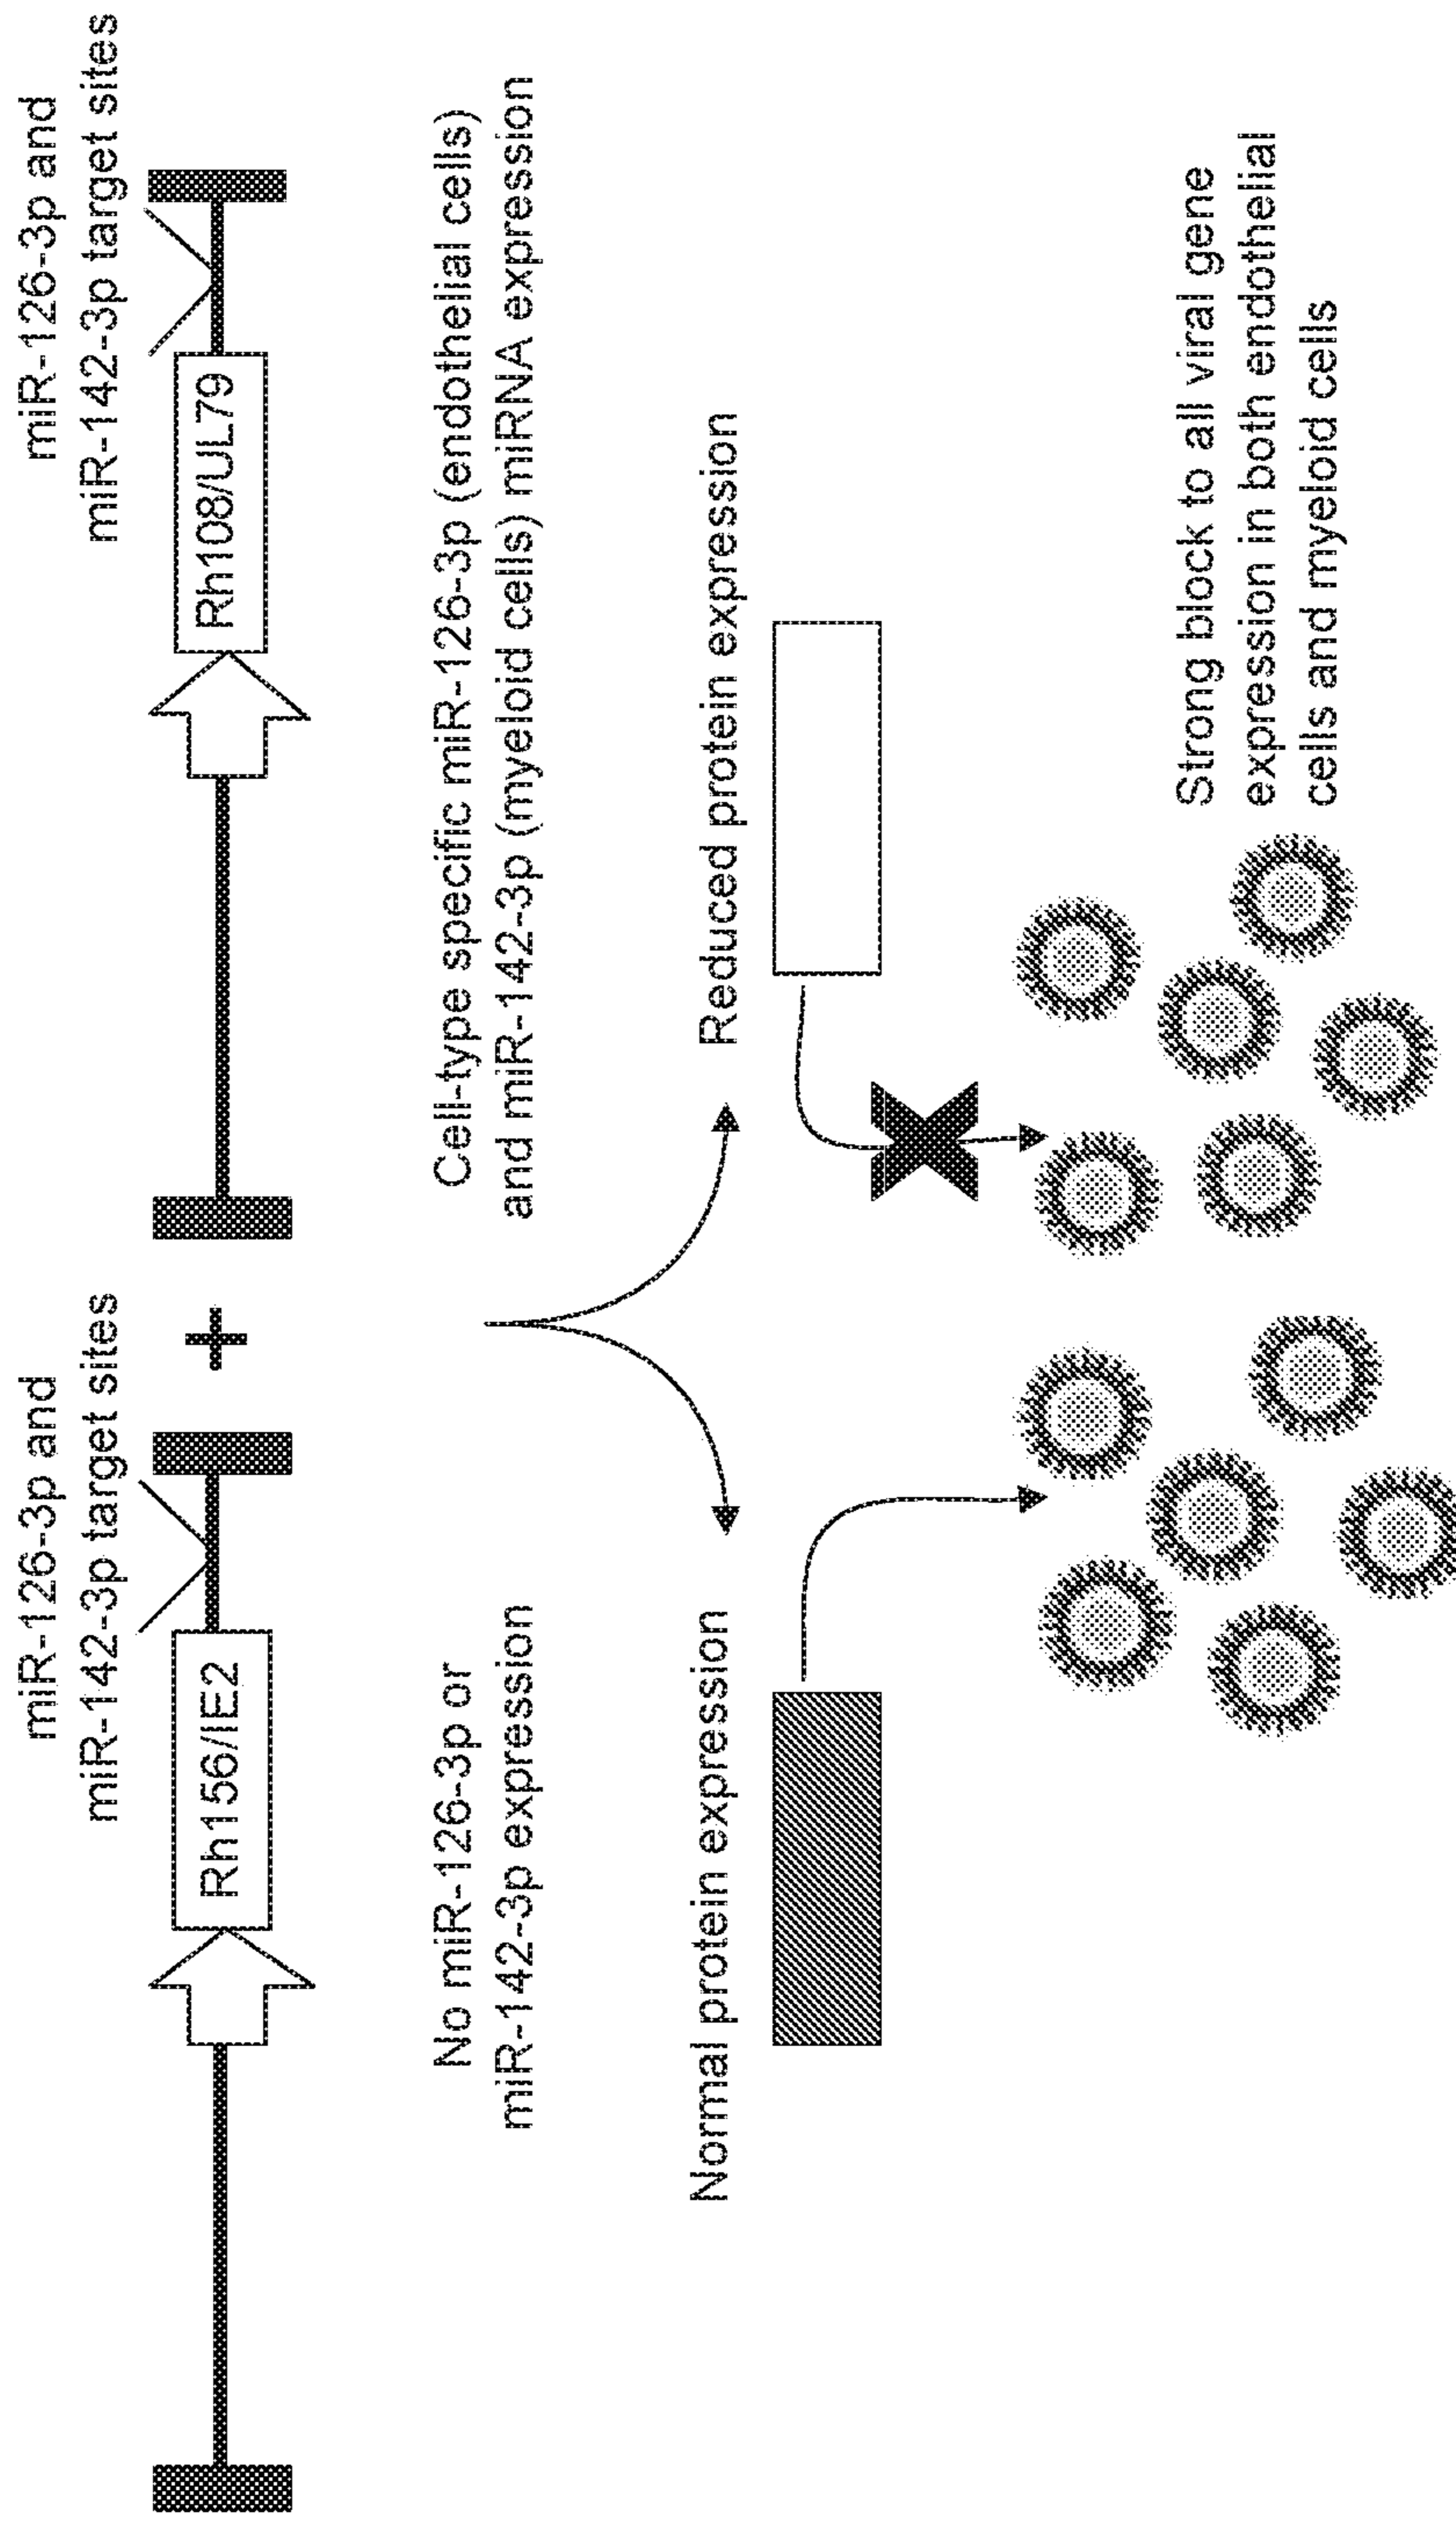 miR-126-3p and
miR-142-3p target sites
Rh156/IE2
+
miR-126-3p and
miR-142-3p target sites
Rh108/UL79
No miR-126-3p or
miR-142-3p expression
Cell-type specific miR-126-3p (endothelial cells)
and miR-142-3p (myeloid cells) miRNA expression
Normal protein expression
Reduced protein expression
Strong block to all viral gene
expression in both endothelial
cells and myeloid cells